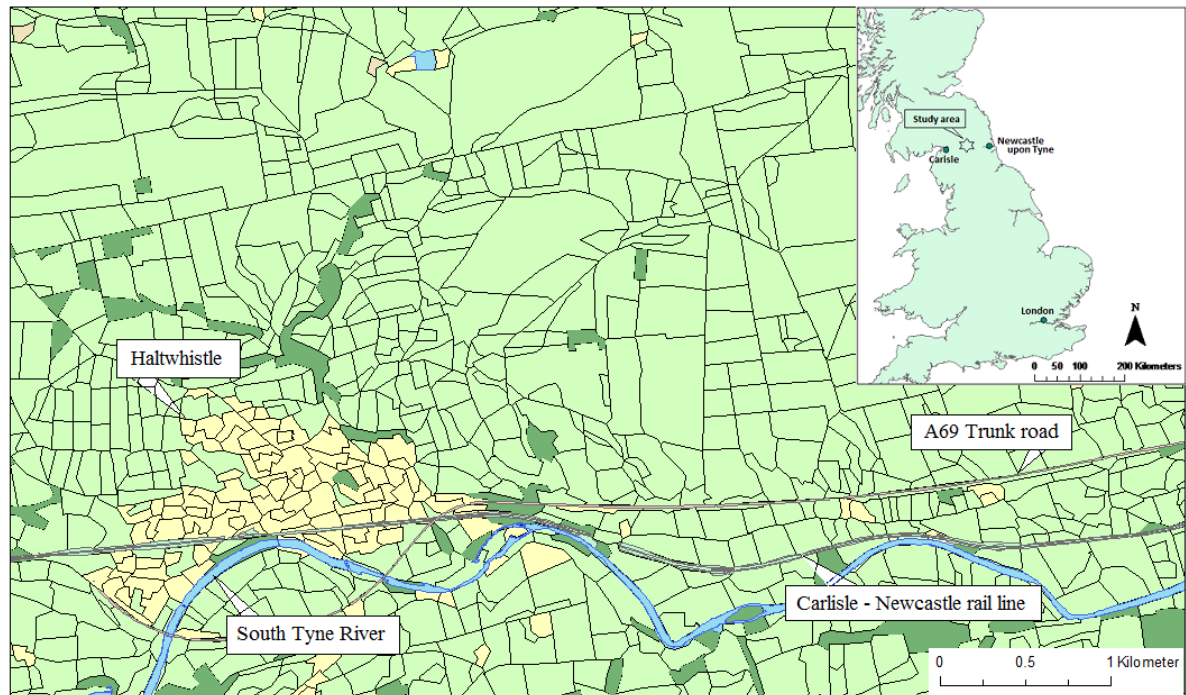 Study area
Newcastle
upon Tyne
Carlisle
London
N
0 50 100 200 Kilometers
Haltwhistle
A69 Trunk road
Carlisle - Newcastle rail line
South Tyne River
0 0.5 1 Kilometer